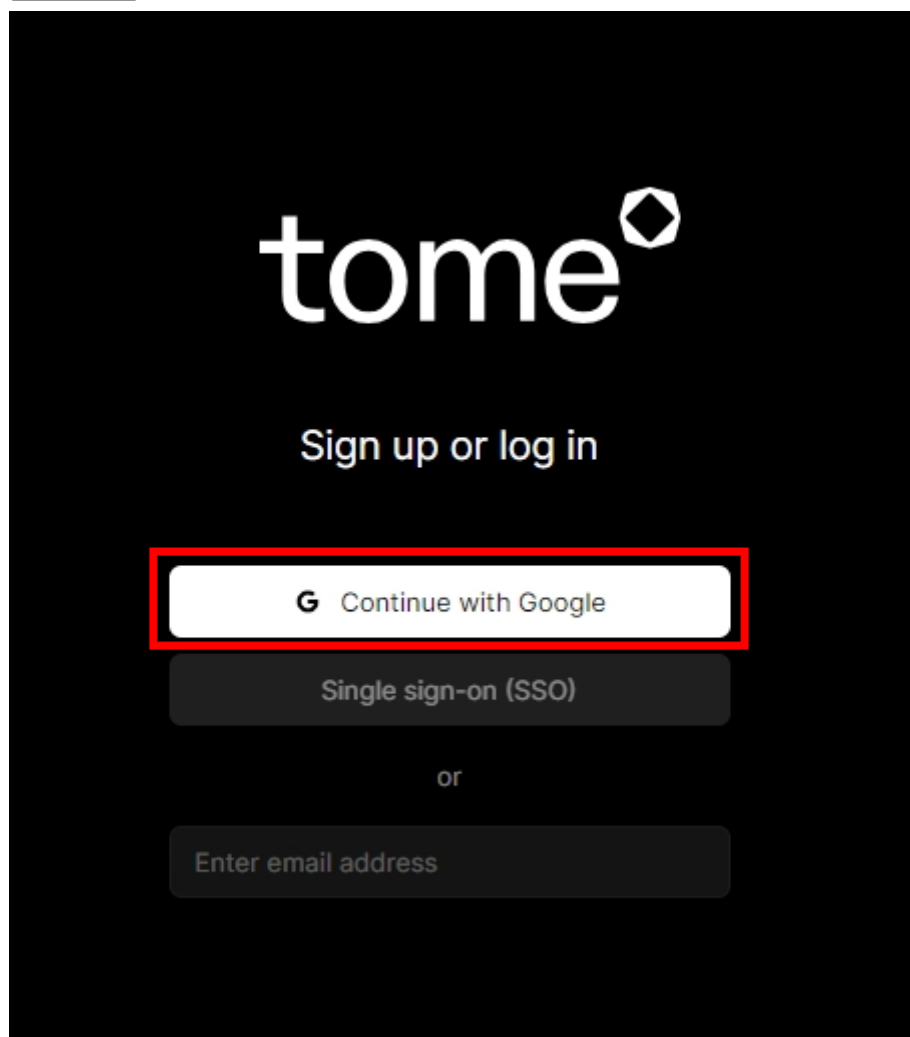 tome
Sign up or log in
G Continue with Google
Single sign-on (SSO)
or
Enter email address